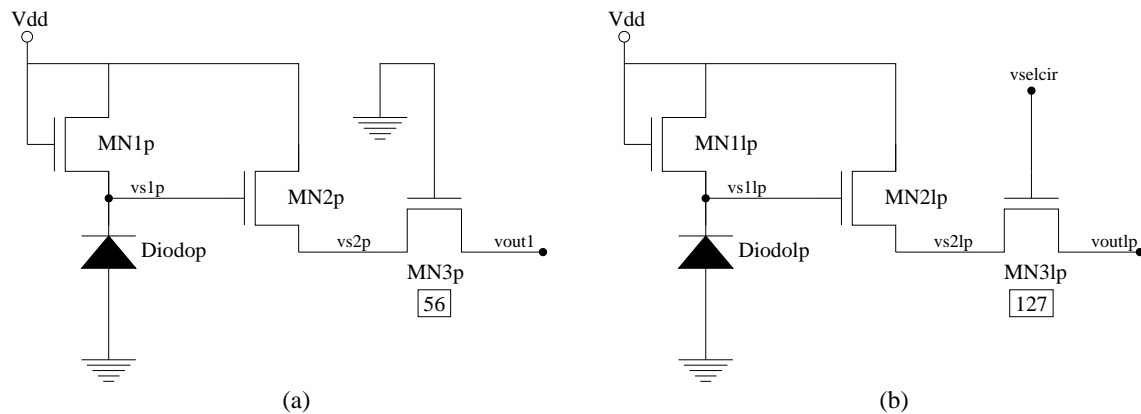 Vdd
MN1p
vs1p
MN2p
Diodop
vs2p
vout1
MN3p
56
(a)
Vdd
vselcir
MN1lp
vs1lp
MN2lp
Diodolp
vs2lp
voutlp
MN3lp
127
(b)